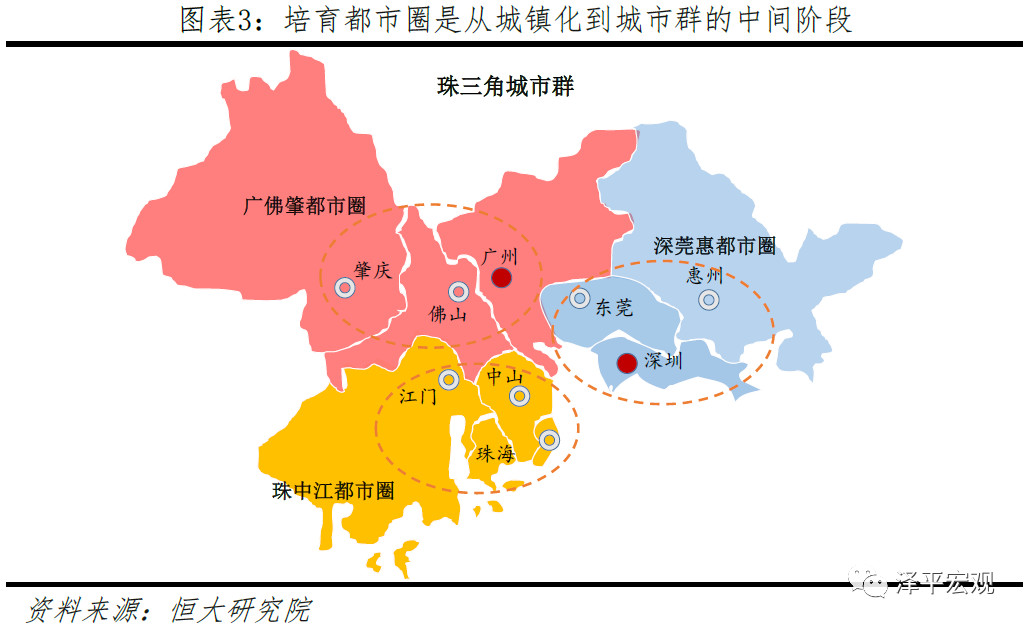 图表3：培育都市圈是从城镇化到城市群的中间阶段
珠三角城市群
广佛肇都市圈
深莞惠都市圈
广州
肇庆
惠州
佛山
东莞
深圳
中山
江门
珠海
珠中江都市圈
泽平宏观
资料来源：恒大研究院